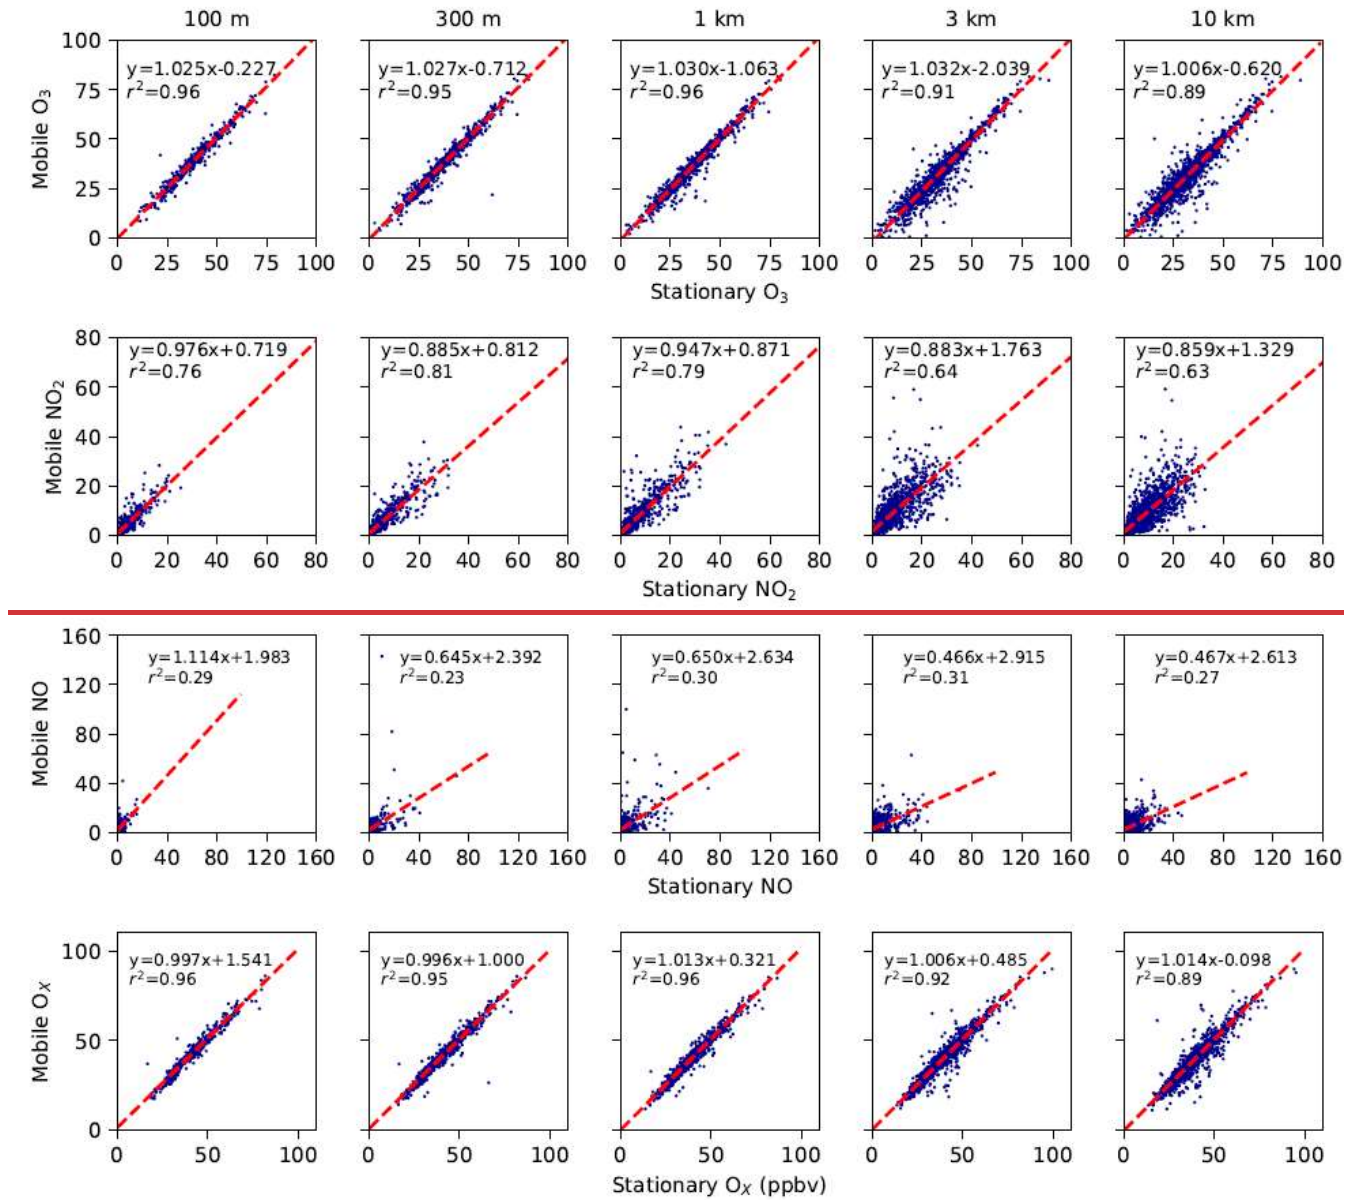 100 m 300 m 1 km 3 km 10 km
100 75 50 25 0
Mobile O3
y=1.025x-0.227 y=1.027x-0.712 y=1.030x-1.063 y=1.032x-2.039 y=1.006x-0.620
r²=0.96 r²=0.95 r²=0.96 r²=0.91 r²=0.89
0 25 50 75 100 0 25 50 75 100 0 25 50 75 100 0 25 50 75 100 0 25 50 75 100
Stationary O3
80 60 40 20 0
Mobile NO2
y=0.976x+0.719 y=0.885x+0.812 y=0.947x+0.871 y=0.883x+1.763 y=0.859x+1.329
r²=0.76 r²=0.81 r²=0.79 r²=0.64 r²=0.63
0 20 40 60 80 0 20 40 60 80 0 20 40 60 80 0 20 40 60 80 0 20 40 60 80
Stationary NO2
160 120 80 40 0
Mobile NO
y=1.114x+1.983 y=0.645x+2.392 y=0.650x+2.634 y=0.466x+2.915 y=0.467x+2.613
r²=0.29 r²=0.23 r²=0.30 r²=0.31 r²=0.27
0 40 80 120 160 0 40 80 120 160 0 40 80 120 160 0 40 80 120 160 0 40 80 120 160
Stationary NO
100 50 0
Mobile OX
y=0.997x+1.541 y=0.996x+1.000 y=1.013x+0.321 y=1.006x+0.485 y=1.014x-0.098
r²=0.96 r²=0.95 r²=0.96 r²=0.92 r²=0.89
0 50 100 0 50 100 0 50 100 0 50 100 0 50 100
Stationary OX (ppbv)